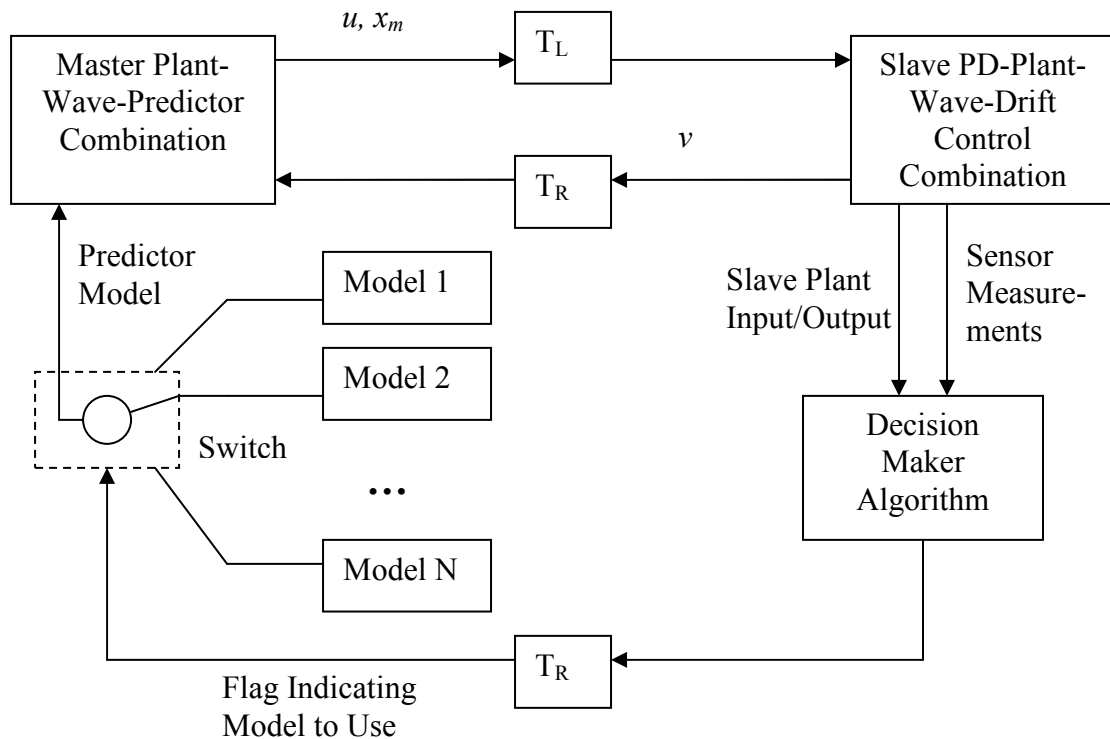 u, xₘ
Master Plant-
Wave-Predictor
Combination
T_L
Slave PD-Plant-
Wave-Drift
Control
Combination
v
T_R
Predictor
Model
Model 1
Model 2
...
Model N
Switch
Slave Plant
Input/Output
Sensor
Measure-
ments
Decision
Maker
Algorithm
T_R
Flag Indicating
Model to Use